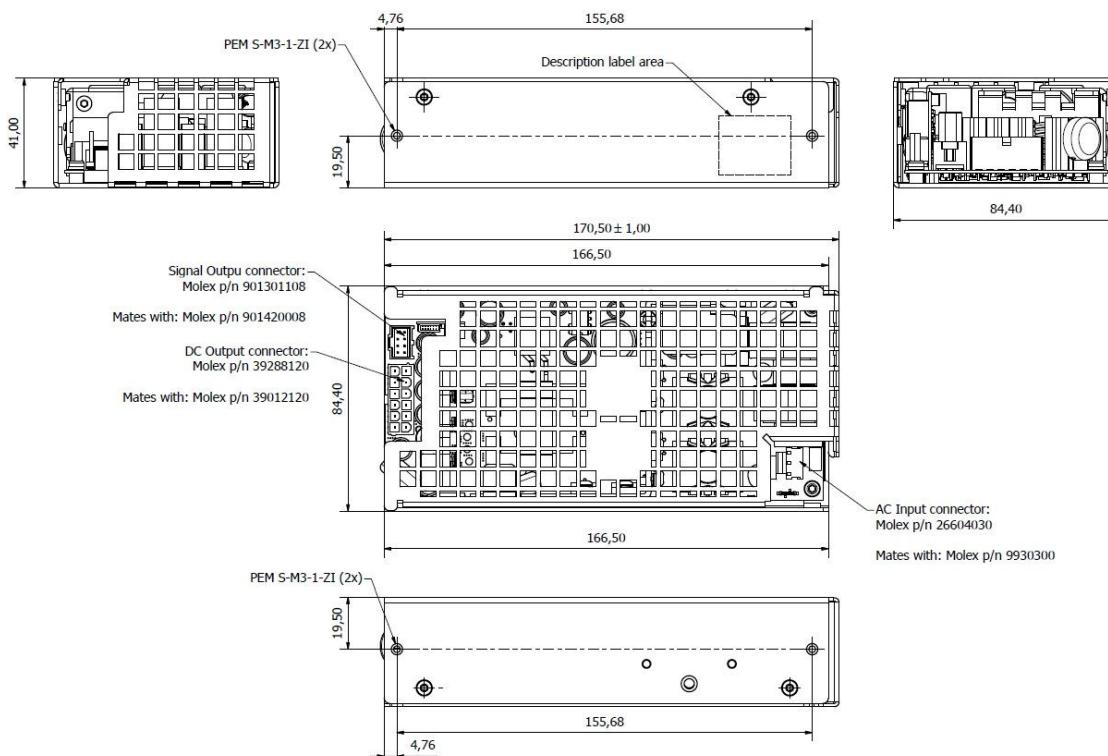 4,76
155,68
PEM S-M3-1-ZI (2x)
Description label area
41,00
19,50
84,40
170,50 ± 1,00
166,50
Signal Outpu connector:
Molex p/n 901301108
Mates with: Molex p/n 901420008
DC Output connector:
Molex p/n 39288120
Mates with: Molex p/n 39012120
84,40
AC Input connector:
Molex p/n 26604030
Mates with: Molex p/n 9930300
166,50
PEM S-M3-1-ZI (2x)
19,50
155,68
4,76